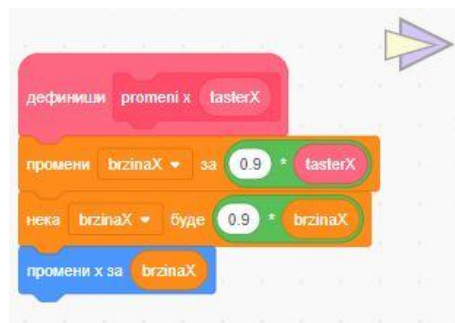 дефиниши promeni x tasterX
промени brzinaX за 0.9 * tasterX
нека brzinaX буде 0.9 * brzinaX
промени x за brzinaX